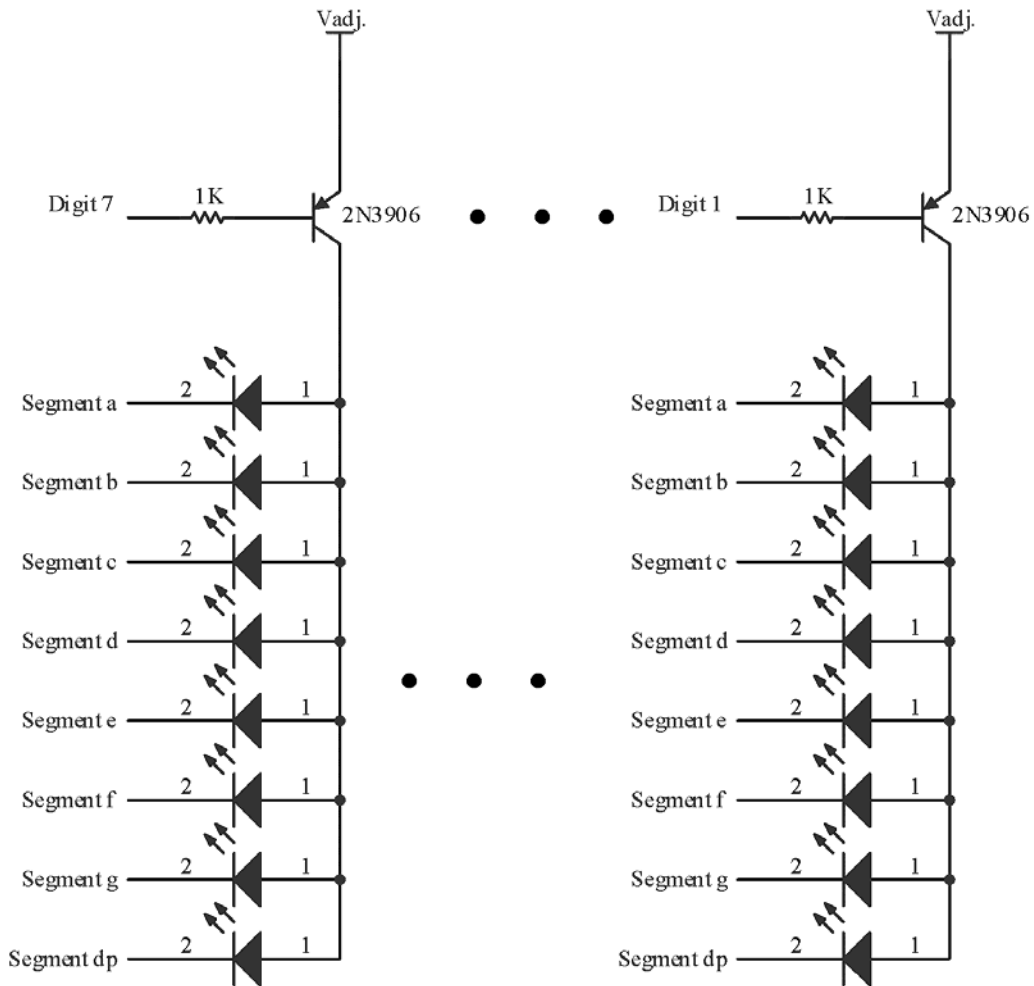 Vadj. Vadj.
Digit 7 1K 2N3906 Digit 1 1K 2N3906
Segment a 2 1 Segment a 2 1
Segment b 2 1 Segment b 2 1
Segment c 2 1 Segment c 2 1
Segment d 2 1 Segment d 2 1
Segment e 2 1 Segment e 2 1
Segment f 2 1 Segment f 2 1
Segment g 2 1 Segment g 2 1
Segment dp 2 1 Segment dp 2 1